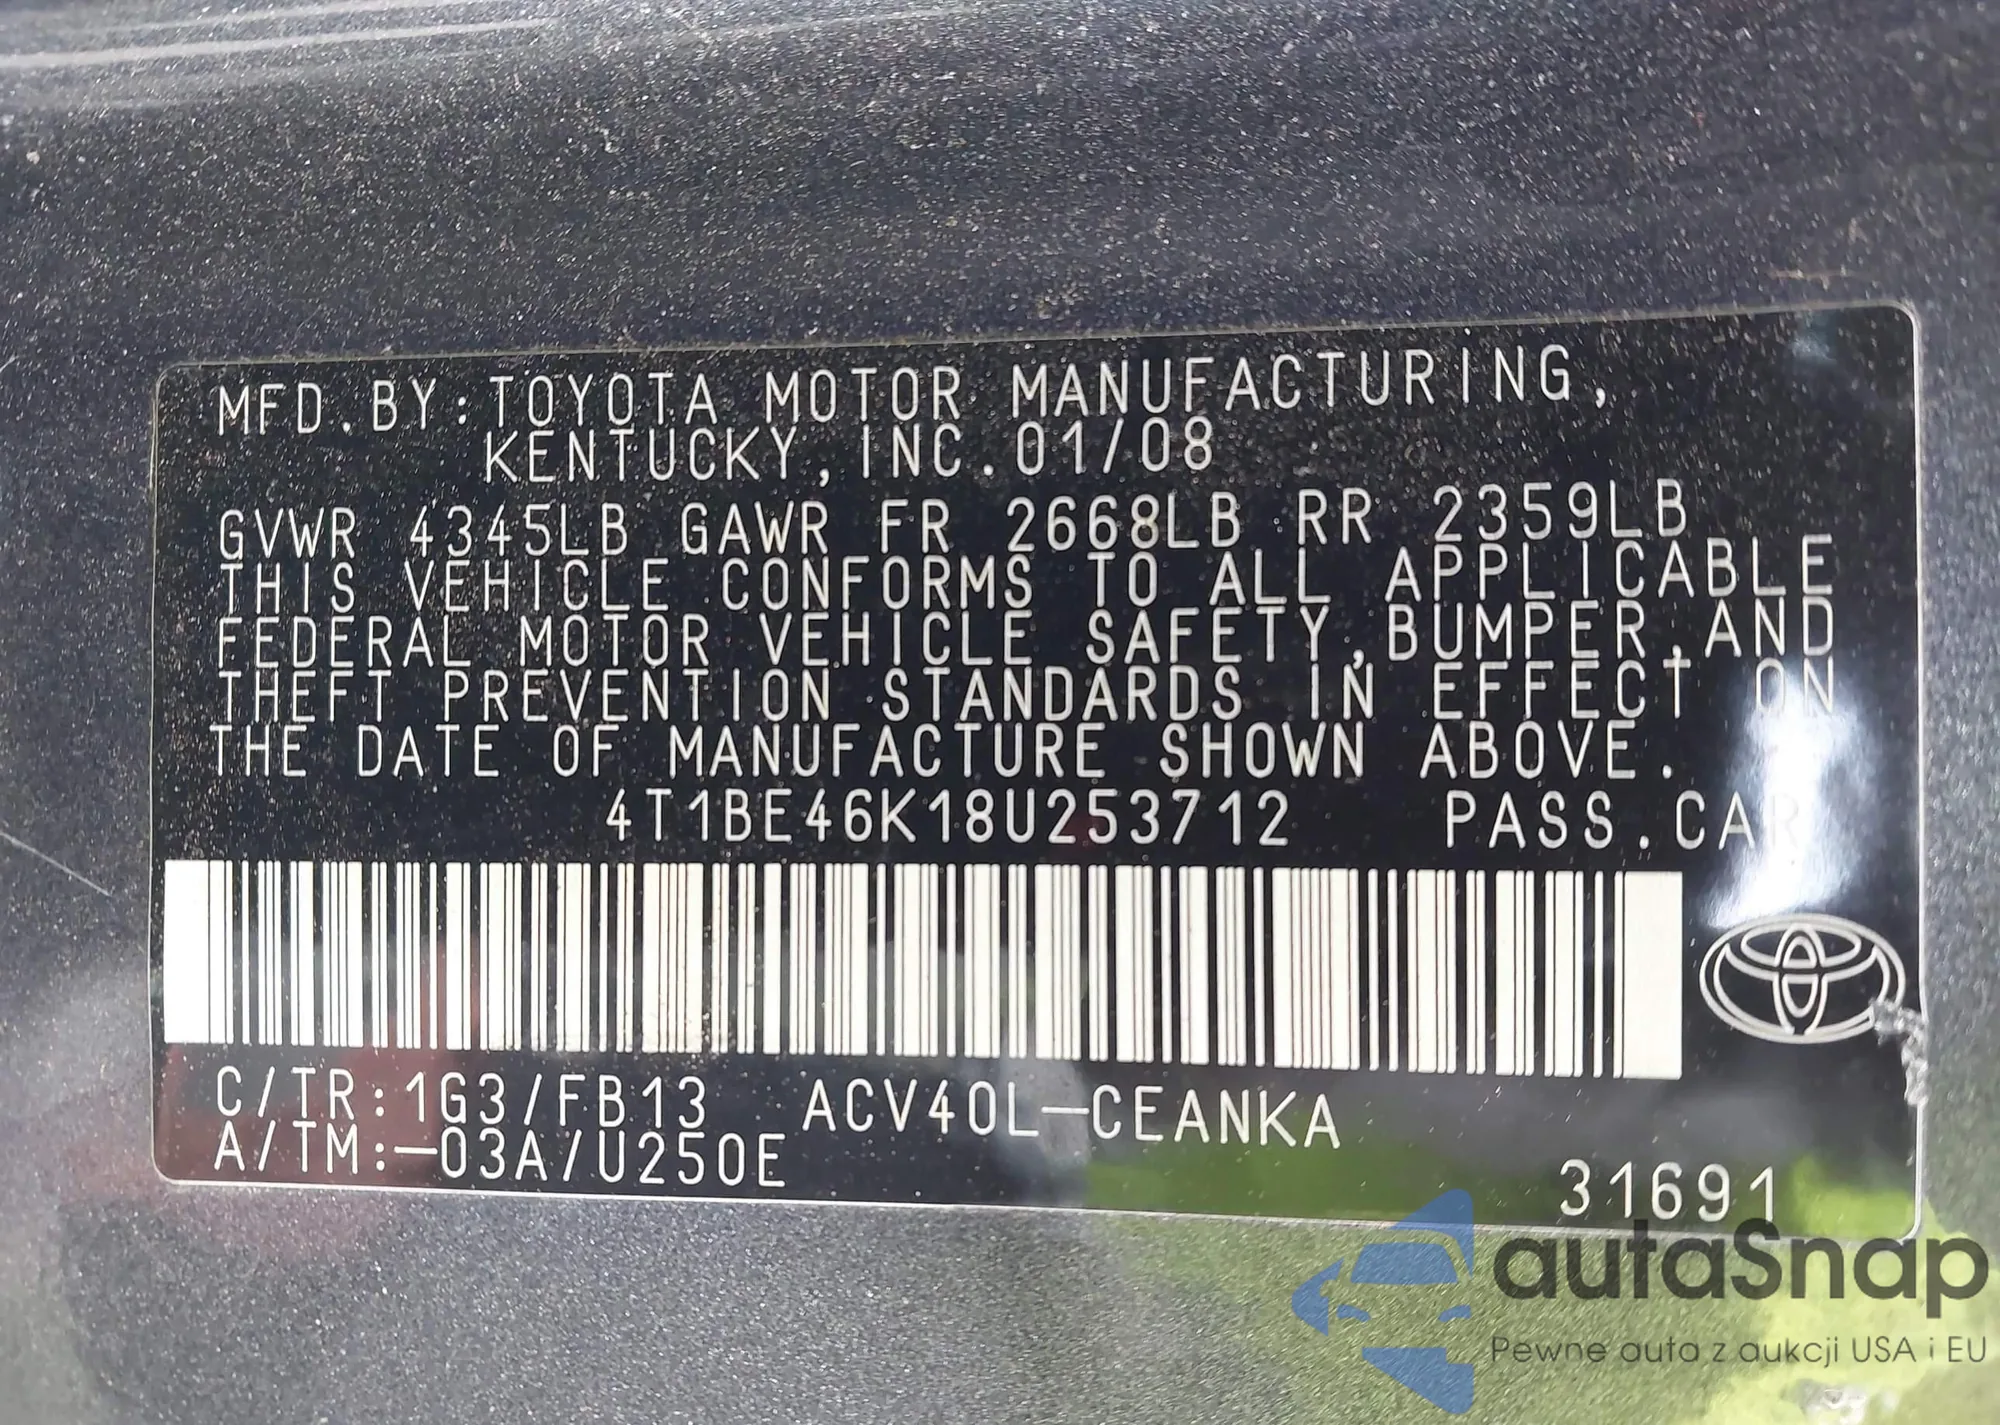 MFD.BY:TOYOTA MOTOR MANUFACTURING,
KENTUCKY,INC.01/08
GVWR 4345LB GAWR FR 2668LB RR 2359LB
THIS VEHICLE CONFORMS TO ALL APPLICABLE
FEDERAL MOTOR VEHICLE SAFETY,BUMPER,AND
THEFT PREVENTION STANDARDS IN EFFECT ON
THE DATE OF MANUFACTURE SHOWN ABOVE.
4T1BE46K18U253712 PASS.CAR
C/TR:1G3/FB13 ACV40L-CEANKA
A/TM:-03A/U250E
31691
autaSnap
Pewne auta z aukcji USA i EU